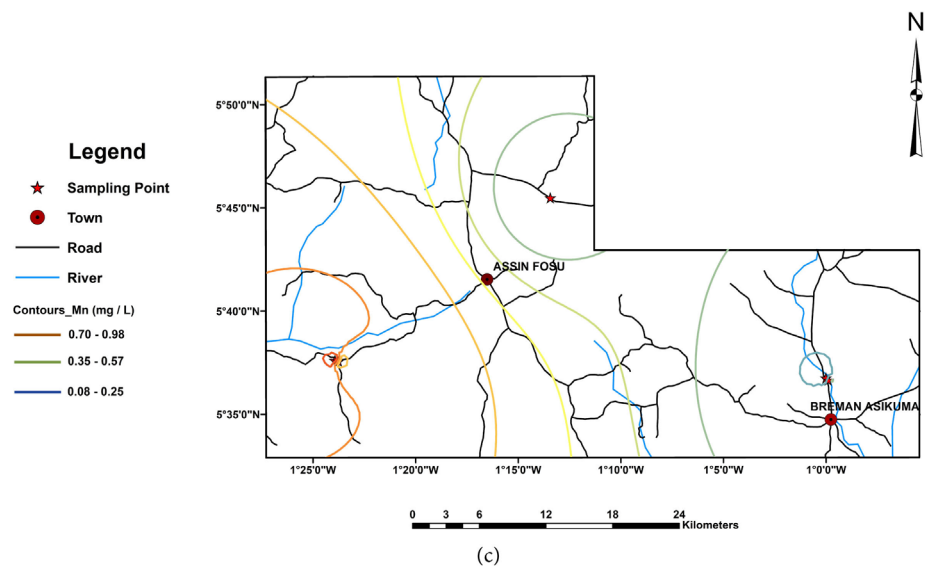 N
5°50'0"N
Legend
Sampling Point
5°45'0"N
Town
Road
ASSIN FOSU
River
Contours_Mn (mg / L)
5°40'0"N
0.70 - 0.98
0.35 - 0.57
0.08 - 0.25
BREMAN ASIKUMA
5°35'0"N
1°25'0"W 1°20'0"W 1°15'0"W 1°10'0"W 1°5'0"W 1°0'0"W
0 3 6 12 18 24
Kilometers
(c)